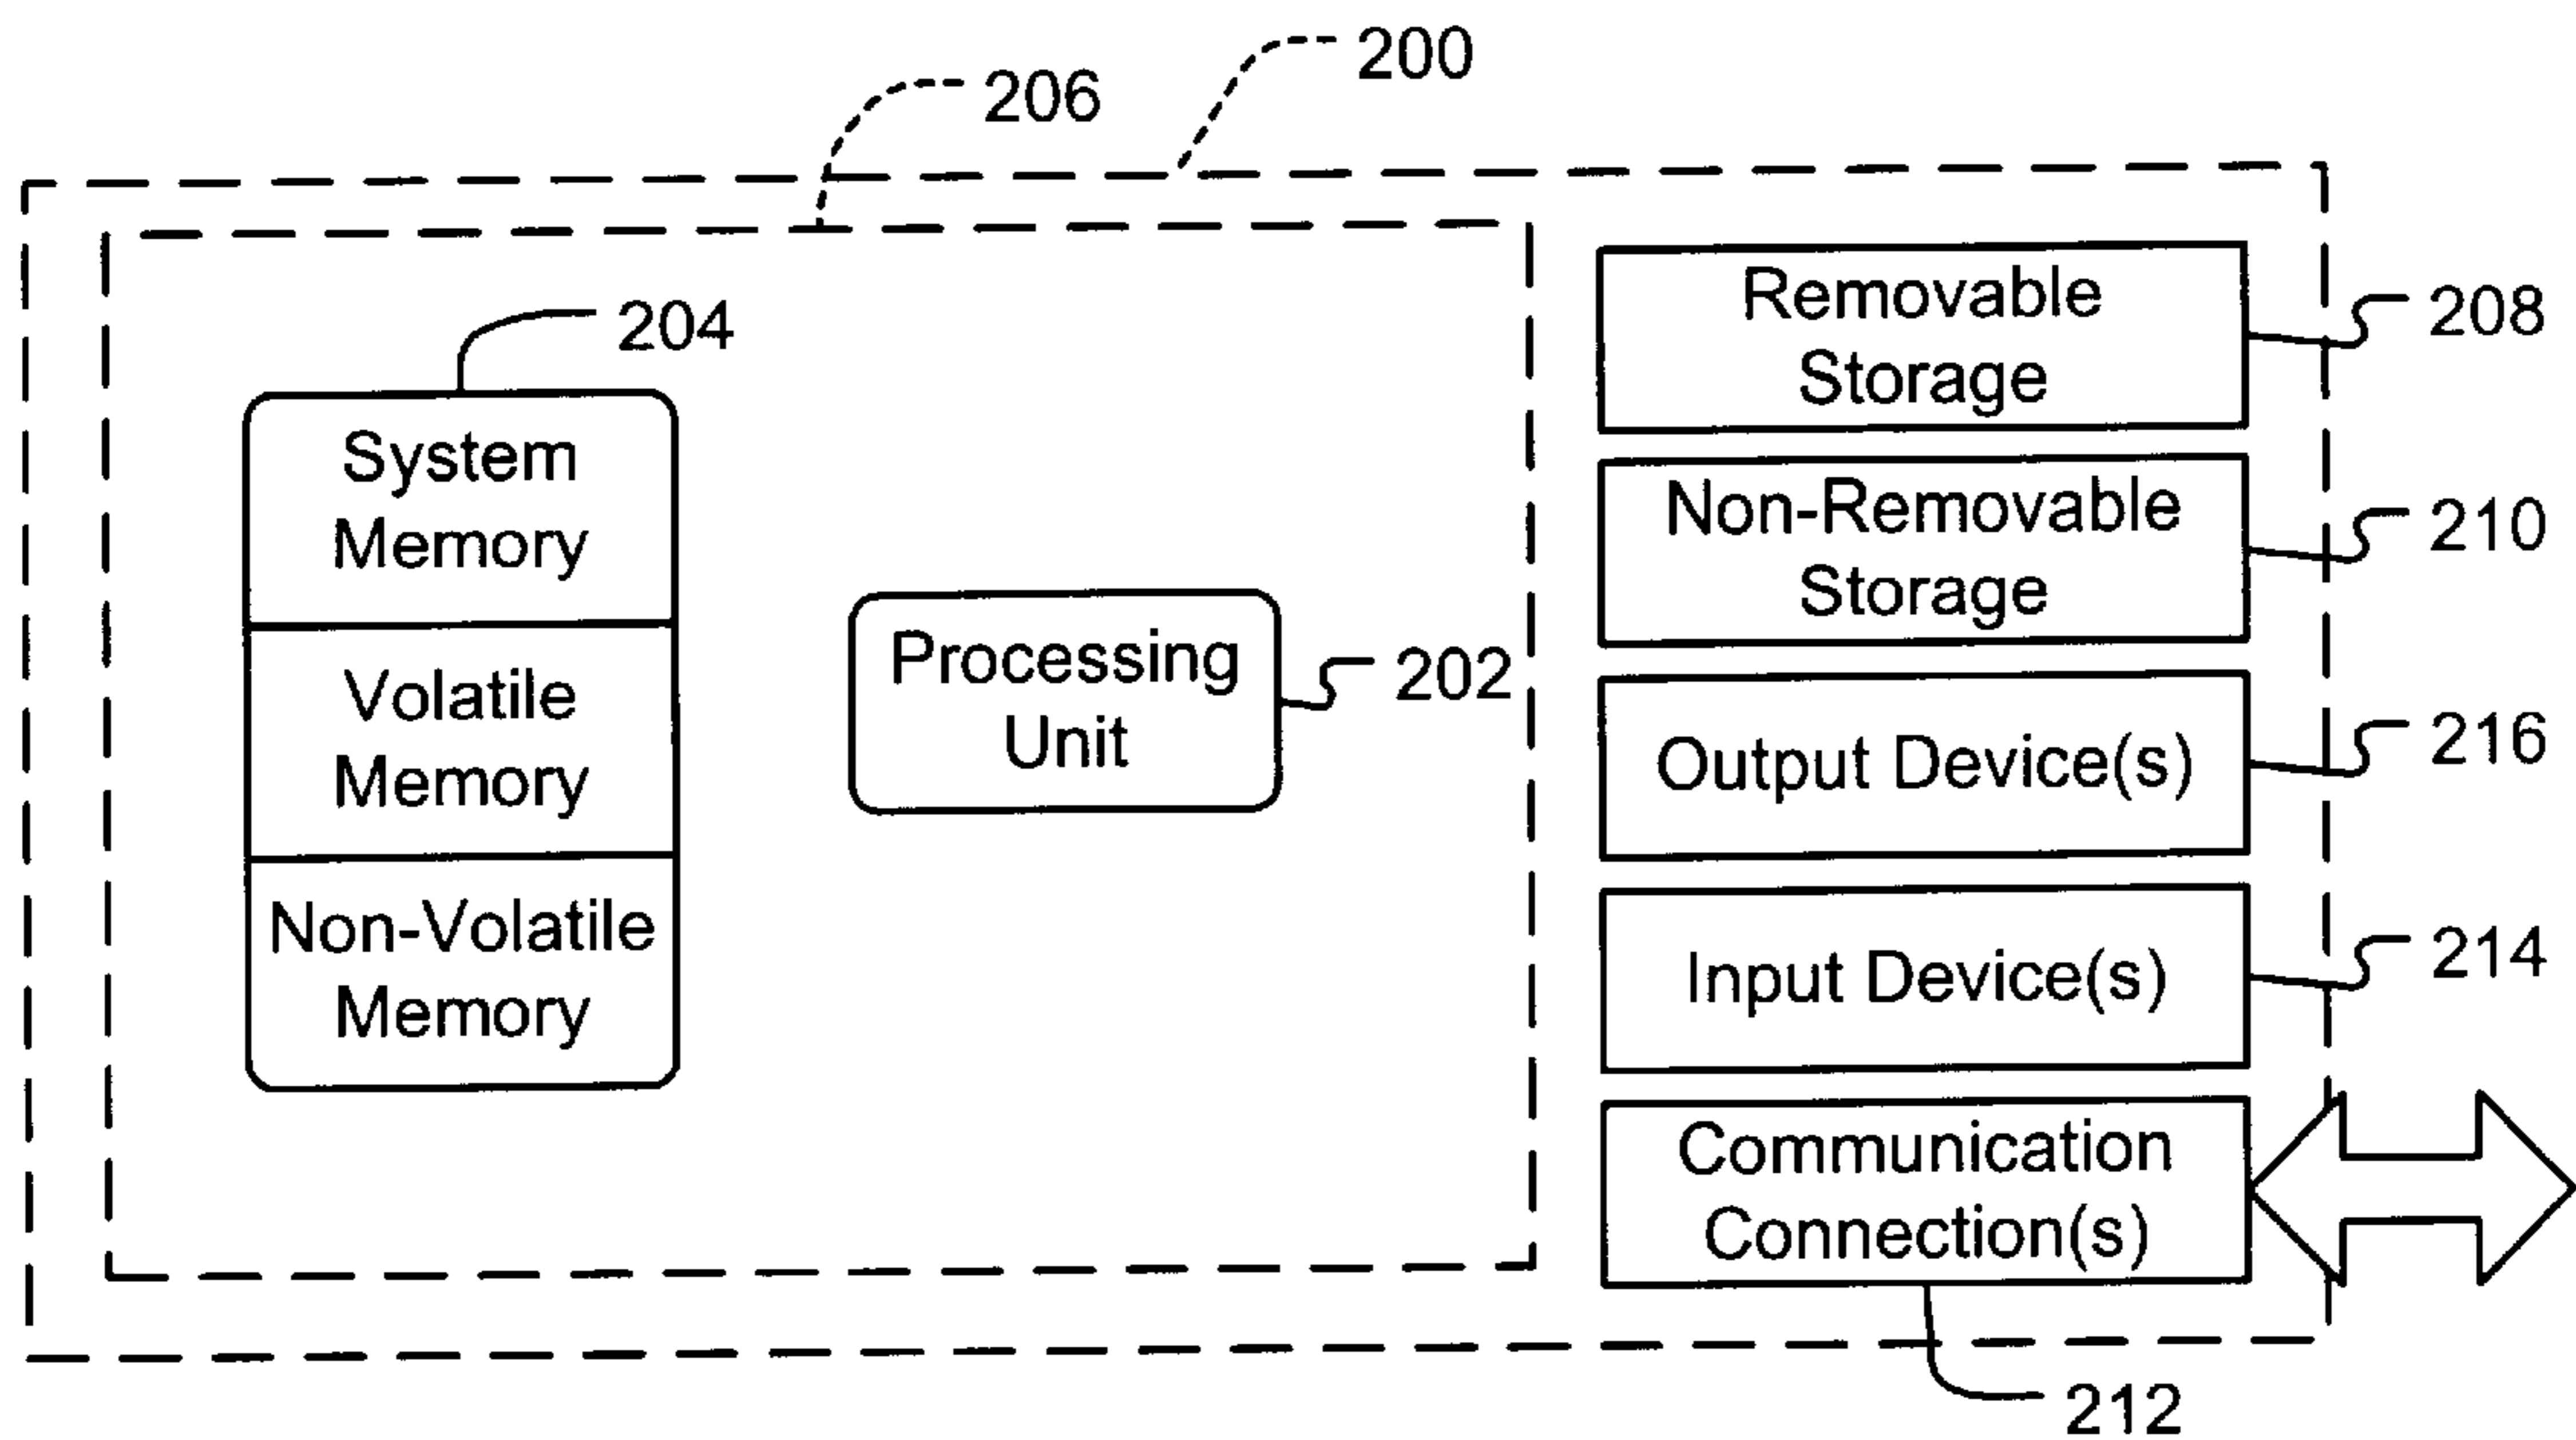 200
206
204
System
Memory
Volatile
Memory
Non-Volatile
Memory
Processing
Unit
202
Removable
Storage
208
Non-Removable
Storage
210
Output Device(s)
216
Input Device(s)
214
Communication
Connection(s)
212